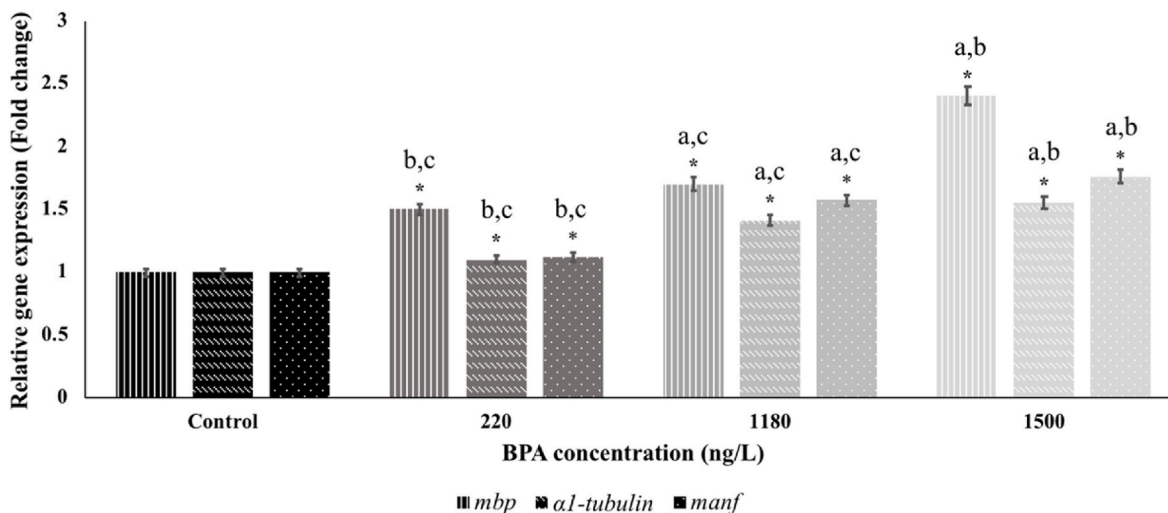 Relative gene expression (Fold change)
3
2.5
2
1.5
1
0.5
0
b,c
*
b,c
*
b,c
*
a,c
*
a,c
*
a,c
*
a,b
*
a,b
*
a,b
*
Control 220 1180 1500
BPA concentration (ng/L)
mbp α1-tubulin manf